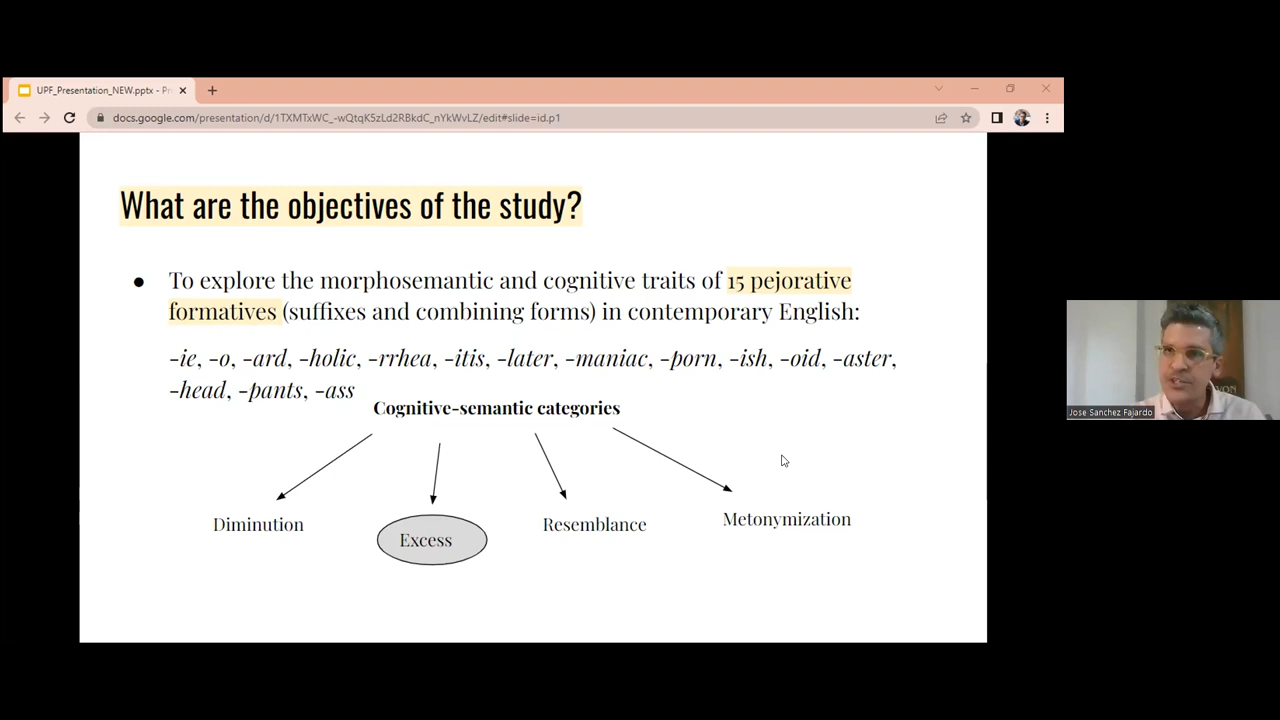 UPF_Presentation_NEW.pptx - Pr
docs.google.com/presentation/d/1TXMTxWC_-wQtqK5zLd2RBkdC_nYkWvLZ/edit#slide=id.p1
What are the objectives of the study?
● To explore the morphosemantic and cognitive traits of 15 pejorative
formatives (suffixes and combining forms) in contemporary English:
-ie, -o, -ard, -holic, -rrhea, -itis, -later, -maniac, -porn, -ish, -oid, -aster,
-head, -pants, -ass
Cognitive-semantic categories
Diminution
Excess
Resemblance
Metonymization
VON
Jose Sanchez Fajardo